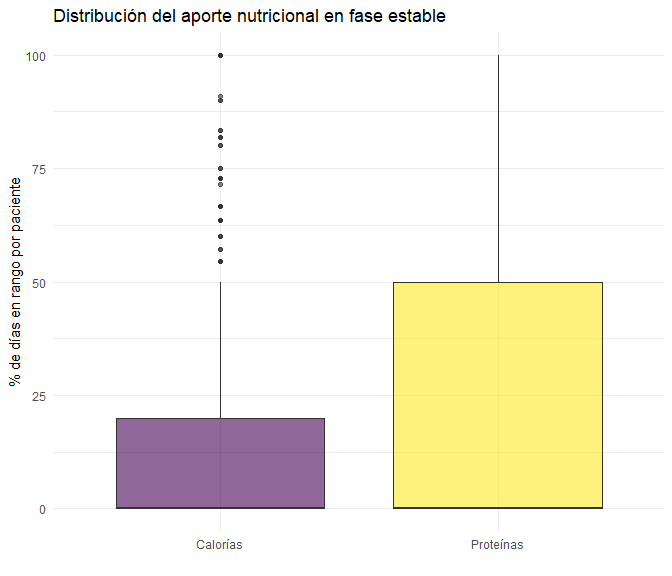 Distribución del aporte nutricional en fase estable
% de días en rango por paciente
100
75
50
25
0
Calorías
Proteínas